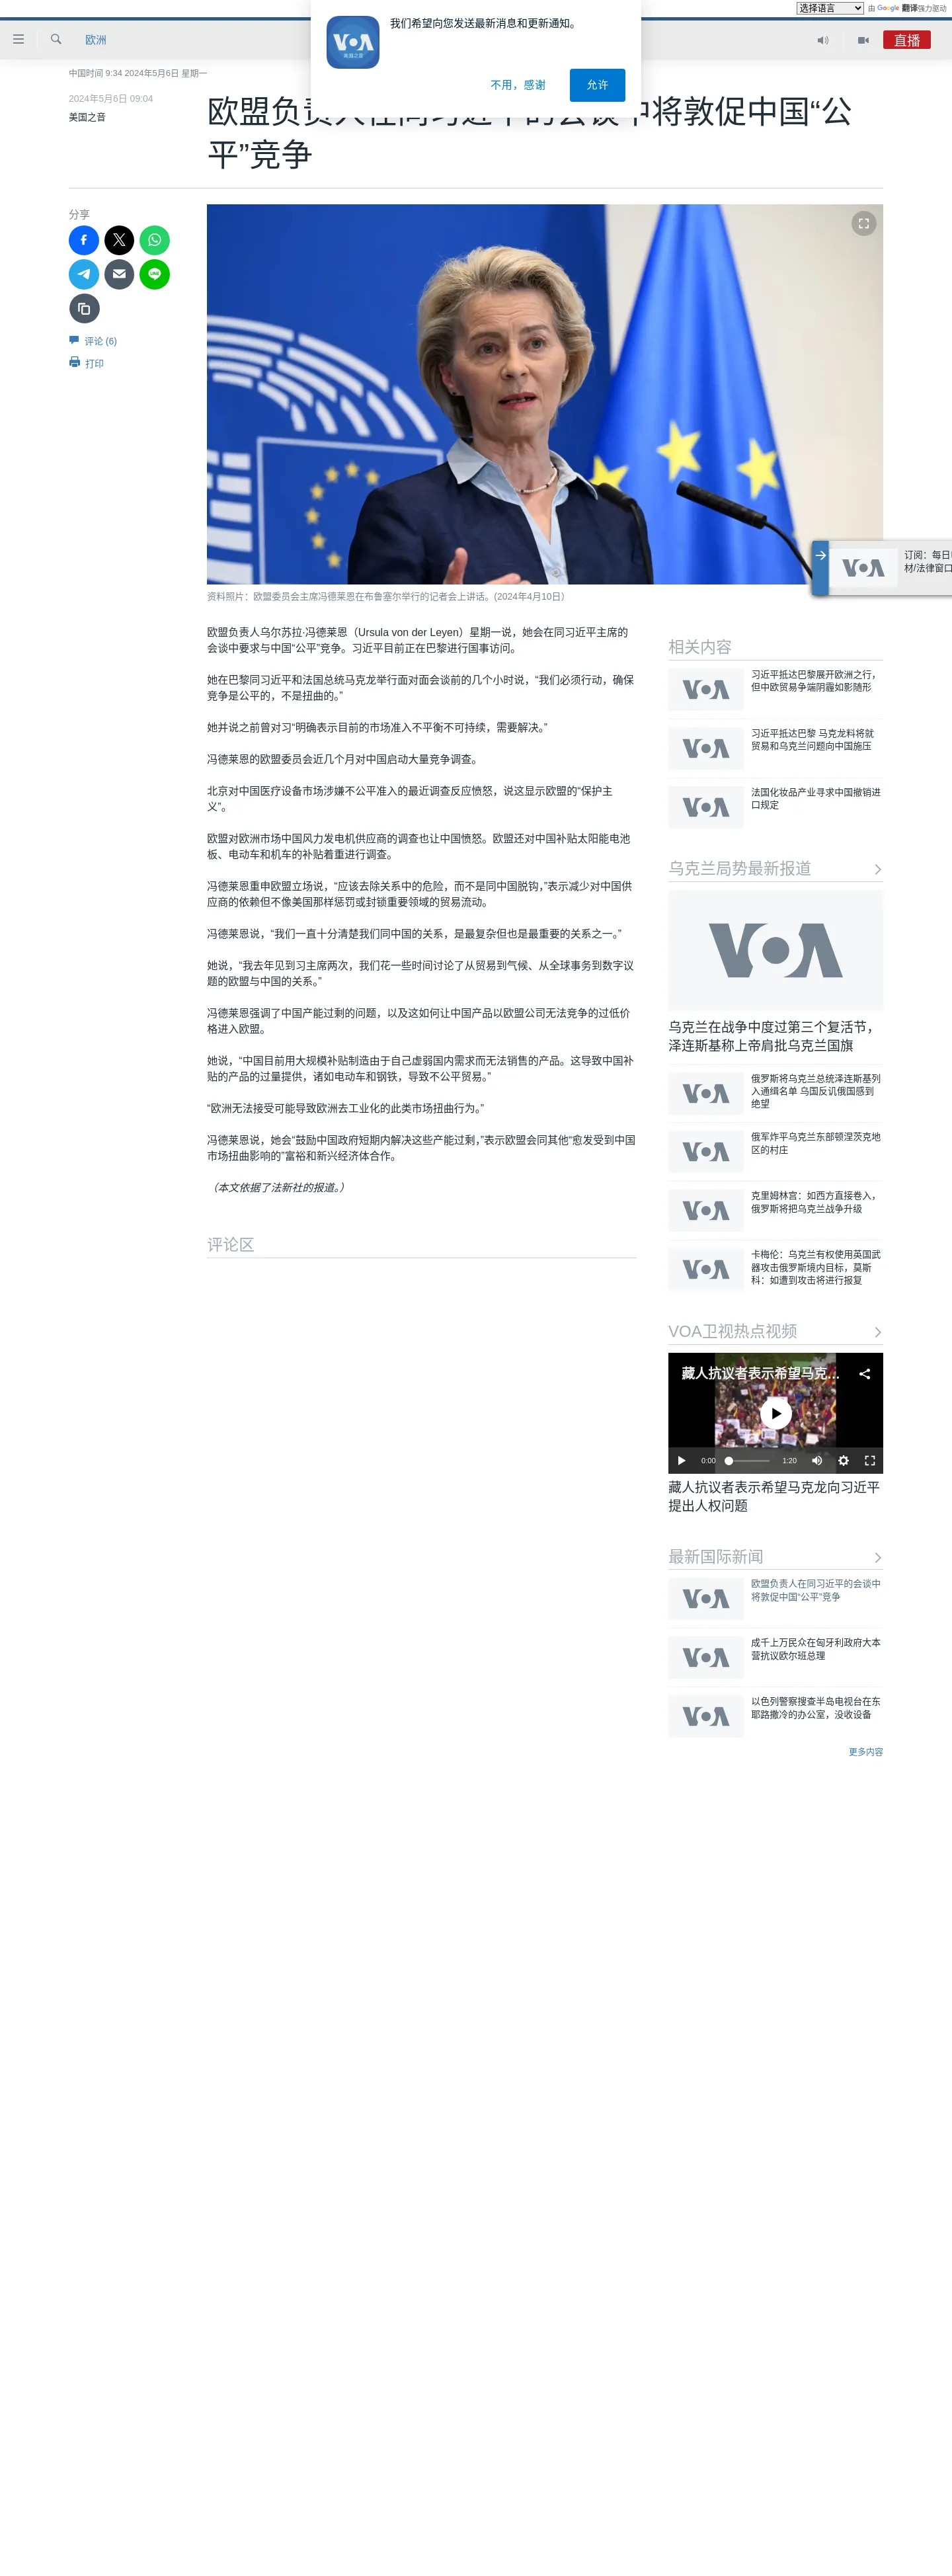 选择语言
由 Google 翻译强力驱动
我们希望向您发送最新消息和更新通知。
VOA
美国之音
不用，感谢
允许
欧洲
直播
中国时间 9:34 2024年5月6日 星期一
2024年5月6日 09:04
美国之音
欧盟负责人在同习近平的会谈中将敦促中国“公
平”竞争
分享
LINE
评论 (6)
打印
资料照片：欧盟委员会主席冯德莱恩在布鲁塞尔举行的记者会上讲话。(2024年4月10日）
VOA
订阅：每日
材/法律窗口
欧盟负责人乌尔苏拉·冯德莱恩（Ursula von der Leyen）星期一说，她会在同习近平主席的
会谈中要求与中国“公平”竞争。习近平目前正在巴黎进行国事访问。
她在巴黎同习近平和法国总统马克龙举行面对面会谈前的几个小时说，“我们必须行动，确保
竞争是公平的，不是扭曲的。”
她并说之前曾对习“明确表示目前的市场准入不平衡不可持续，需要解决。”
冯德莱恩的欧盟委员会近几个月对中国启动大量竞争调查。
北京对中国医疗设备市场涉嫌不公平准入的最近调查反应愤怒，说这显示欧盟的“保护主
义”。
欧盟对欧洲市场中国风力发电机供应商的调查也让中国愤怒。欧盟还对中国补贴太阳能电池
板、电动车和机车的补贴着重进行调查。
冯德莱恩重申欧盟立场说，“应该去除关系中的危险，而不是同中国脱钩，”表示减少对中国供
应商的依赖但不像美国那样惩罚或封锁重要领域的贸易流动。
冯德莱恩说，“我们一直十分清楚我们同中国的关系，是最复杂但也是最重要的关系之一。”
她说，“我去年见到习主席两次，我们花一些时间讨论了从贸易到气候、从全球事务到数字议
题的欧盟与中国的关系。”
冯德莱恩强调了中国产能过剩的问题，以及这如何让中国产品以欧盟公司无法竞争的过低价
格进入欧盟。
她说，“中国目前用大规模补贴制造由于自己虚弱国内需求而无法销售的产品。这导致中国补
贴的产品的过量提供，诸如电动车和钢铁，导致不公平贸易。”
“欧洲无法接受可能导致欧洲去工业化的此类市场扭曲行为。”
冯德莱恩说，她会“鼓励中国政府短期内解决这些产能过剩，”表示欧盟会同其他“愈发受到中国
市场扭曲影响的”富裕和新兴经济体合作。
（本文依据了法新社的报道。）
评论区
相关内容
VOA
习近平抵达巴黎展开欧洲之行，
但中欧贸易争端阴霾如影随形
VOA
习近平抵达巴黎 马克龙料将就
贸易和乌克兰问题向中国施压
VOA
法国化妆品产业寻求中国撤销进
口规定
乌克兰局势最新报道
VOA
乌克兰在战争中度过第三个复活节，
泽连斯基称上帝肩批乌克兰国旗
VOA
俄罗斯将乌克兰总统泽连斯基列
入通缉名单 乌国反讥俄国感到
绝望
VOA
俄军炸平乌克兰东部顿涅茨克地
区的村庄
VOA
克里姆林宫：如西方直接卷入，
俄罗斯将把乌克兰战争升级
VOA
卡梅伦：乌克兰有权使用英国武
器攻击俄罗斯境内目标，莫斯
科：如遭到攻击将进行报复
VOA卫视热点视频
藏人抗议者表示希望马克...
0:00
1:20
藏人抗议者表示希望马克龙向习近平
提出人权问题
最新国际新闻
VOA
欧盟负责人在同习近平的会谈中
将敦促中国“公平”竞争
VOA
成千上万民众在匈牙利政府大本
营抗议欧尔班总理
VOA
以色列警察搜查半岛电视台在东
耶路撒冷的办公室，没收设备
更多内容